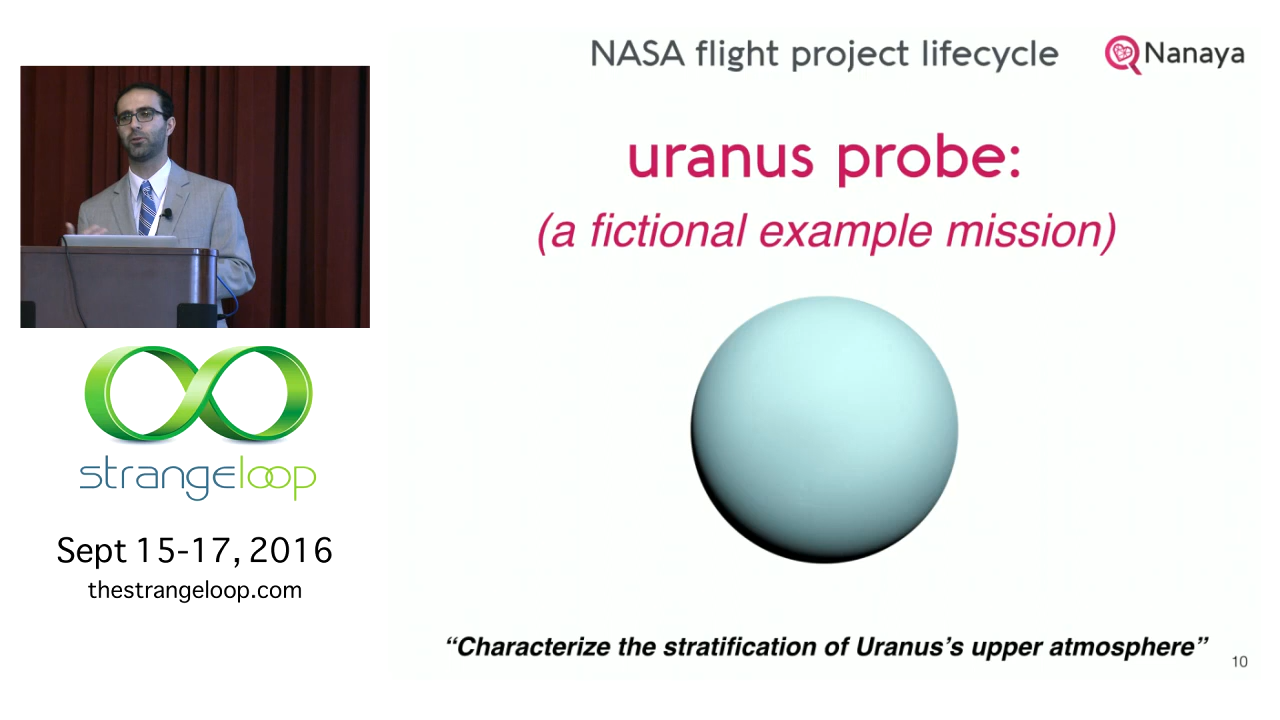 NASA flight project lifecycle
Nanaya
uranus probe:
(a fictional example mission)
strangeloop
Sept 15-17, 2016
thestrangeloop.com
“Characterize the stratification of Uranus’s upper atmosphere”
10